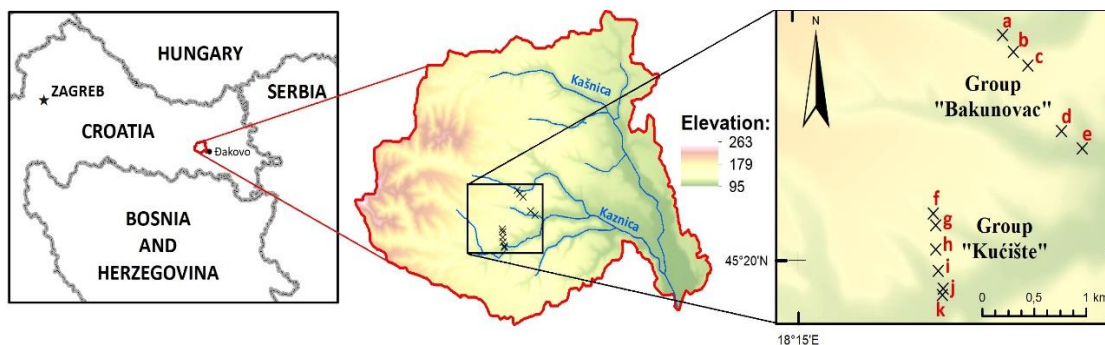 HUNGARY
ZAGREB
SERBIA
CROATIA
Đakovo
BOSNIA
AND
HERZEGOVINA
Kašnica
Kaznica
Elevation:
263
179
95
N
a
b
c
Group
"Bakunovac"
d
e
f
g
Group
"Kućište"
h
i
j
k
45°20'N
0 0,5 1 km
18°15'E